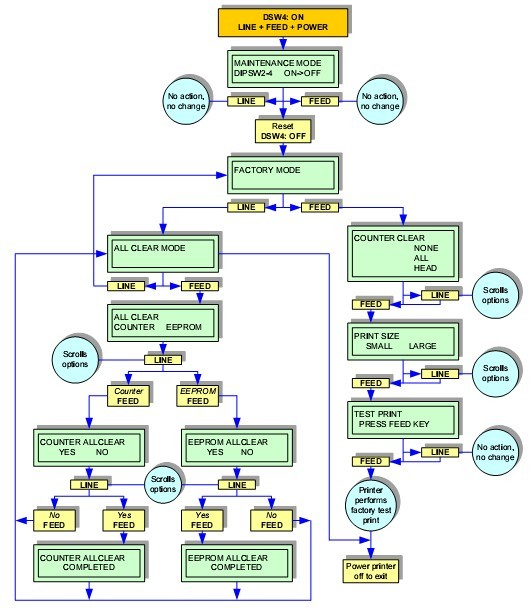 DSW4: ON
LINE + FEED + POWER
MAINTENANCE MODE
DIPSW2-4 ON->OFF
No action,
no change
LINE
FEED
No action,
no change
Reset
DSW4: OFF
FACTORY MODE
LINE
FEED
ALL CLEAR MODE
LINE
FEED
ALL CLEAR
COUNTER EEPROM
Scrolls
options
LINE
Counter
FEED
EEPROM
FEED
COUNTER ALLCLEAR
YES NO
EEPROM ALLCLEAR
YES NO
LINE
Scrolls
options
LINE
No
FEED
Yes
FEED
Yes
FEED
No
FEED
COUNTER ALLCLEAR
COMPLETED
EEPROM ALLCLEAR
COMPLETED
COUNTER CLEAR
NONE
ALL
HEAD
LINE
Scrolls
options
FEED
PRINT SIZE
SMALL LARGE
LINE
Scrolls
options
FEED
TEST PRINT
PRESS FEED KEY
LINE
No action,
no change
FEED
Printer
performs
factory test
print
Power printer
off to exit